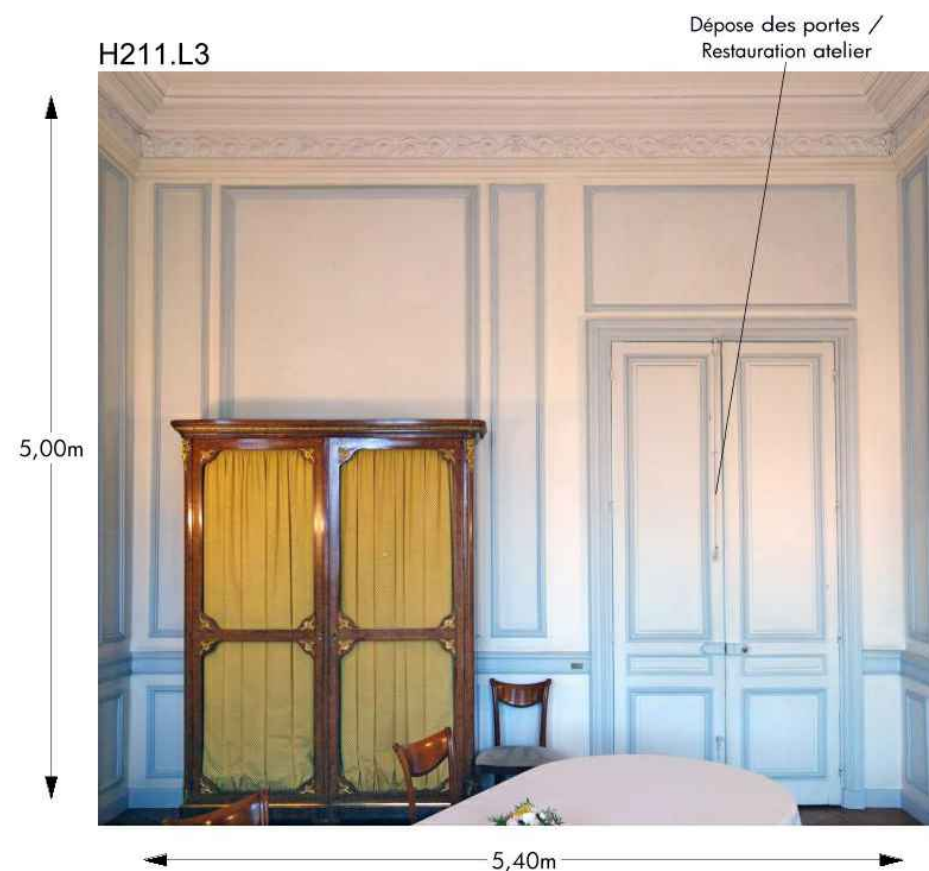 Dépose des portes /
Restauration atelier
H211.L3
5,00m
5,40m